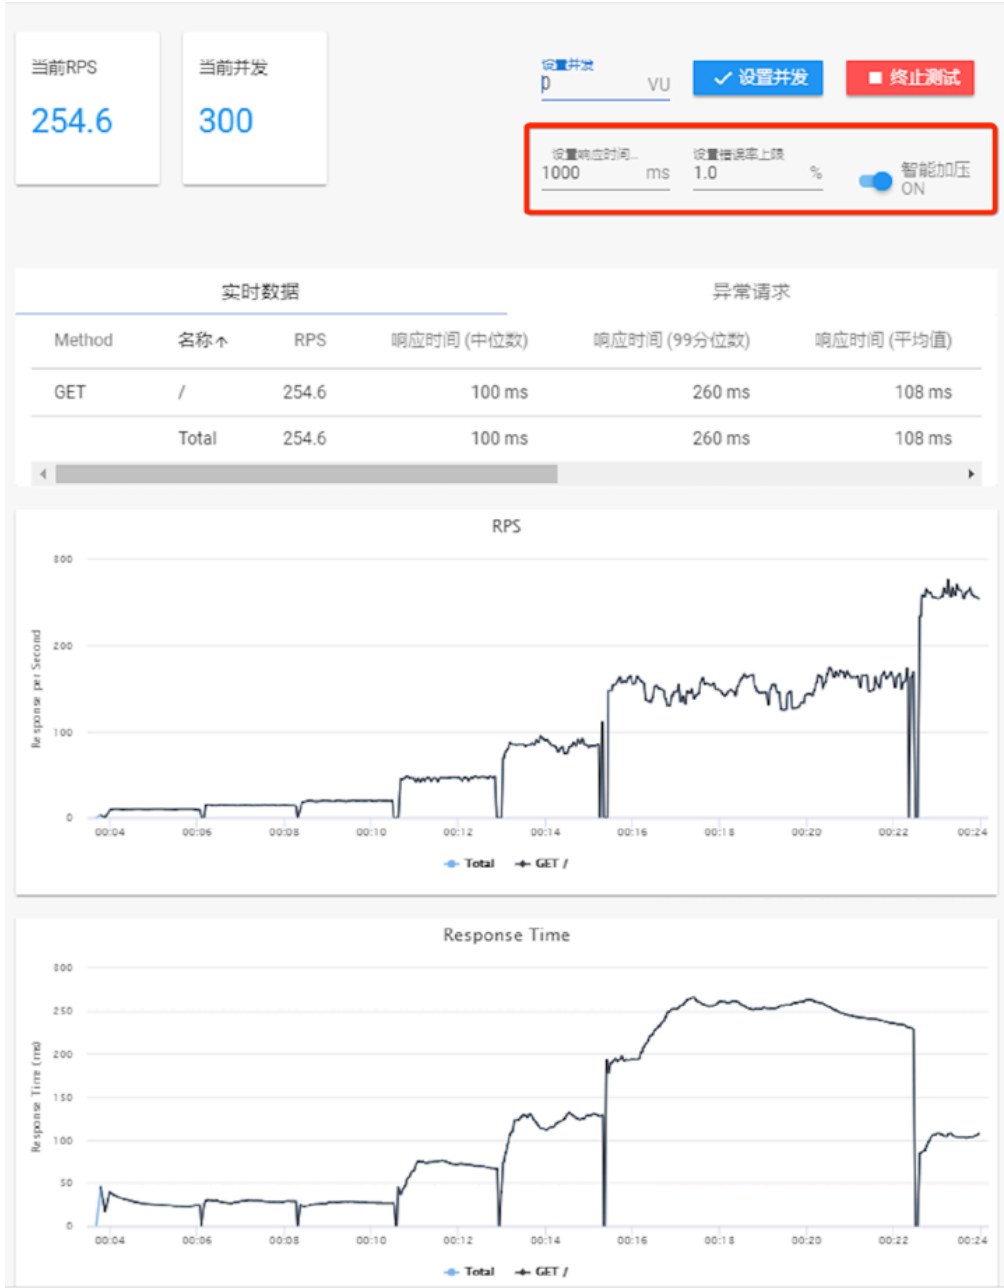 当前RPS
254.6
当前并发
300
设置并发
0 VU
设置并发
终止测试
设置响应时间...
1000 ms
设置错误率上限
1.0 %
智能加压
ON
实时数据 异常请求
Method 名称 RPS 响应时间 (中位数) 响应时间 (99分位数) 响应时间 (平均值)
GET / 254.6 100 ms 260 ms 108 ms
Total 254.6 100 ms 260 ms 108 ms
RPS
Response per Second
300
200
100
0
00:04 00:06 00:08 00:10 00:12 00:14 00:16 00:18 00:20 00:22 00:24
Total GET /
Response Time
Response Time (ms)
300
250
200
150
100
50
0
00:04 00:06 00:08 00:10 00:12 00:14 00:16 00:18 00:20 00:22 00:24
Total GET /